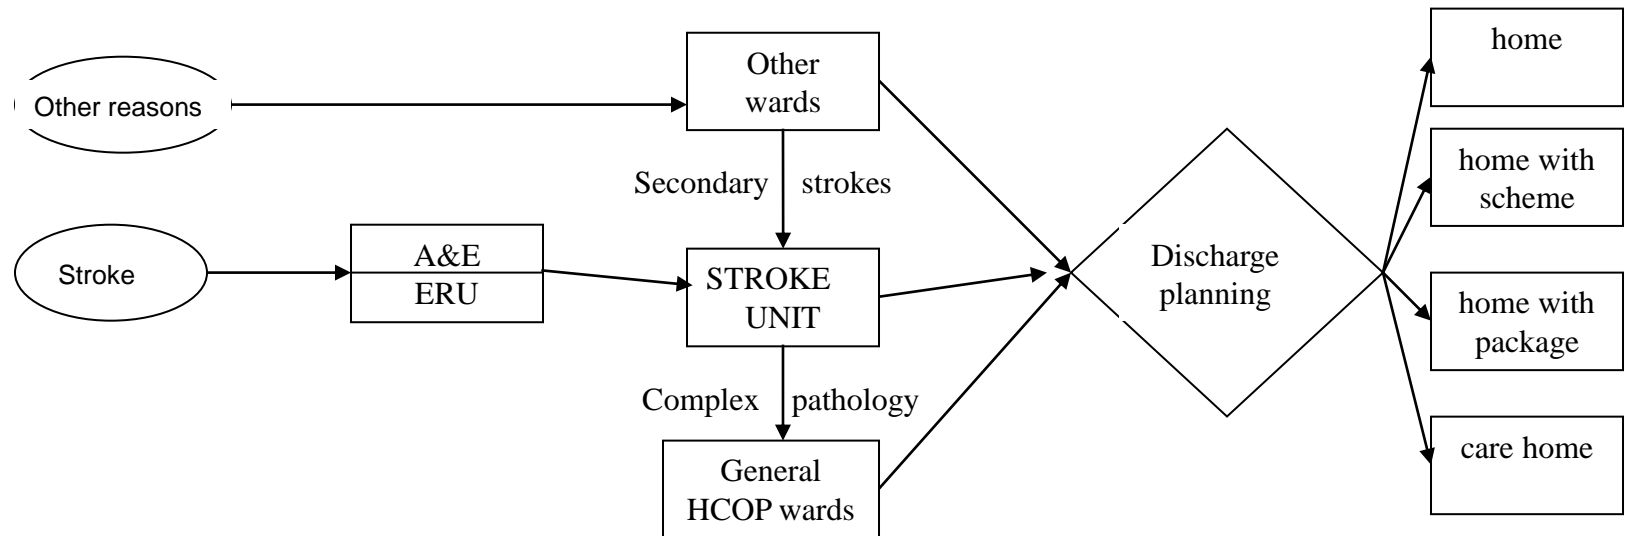 Other reasons
Other
wards
Secondary strokes
Stroke
A&E
ERU
STROKE
UNIT
Complex pathology
General
HCOP wards
Discharge
planning
home
home with
scheme
home with
package
care home